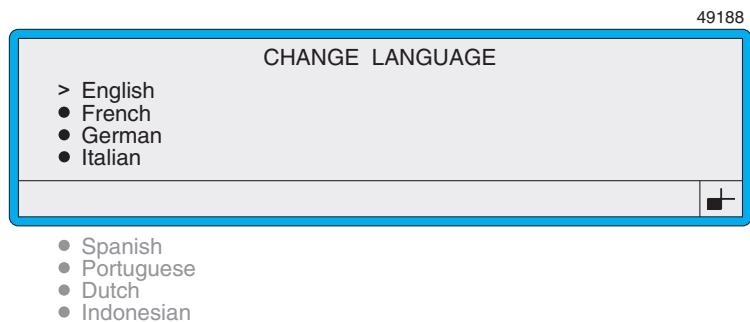 49188
CHANGE LANGUAGE
> English
● French
● German
● Italian
● Spanish
● Portuguese
● Dutch
● Indonesian